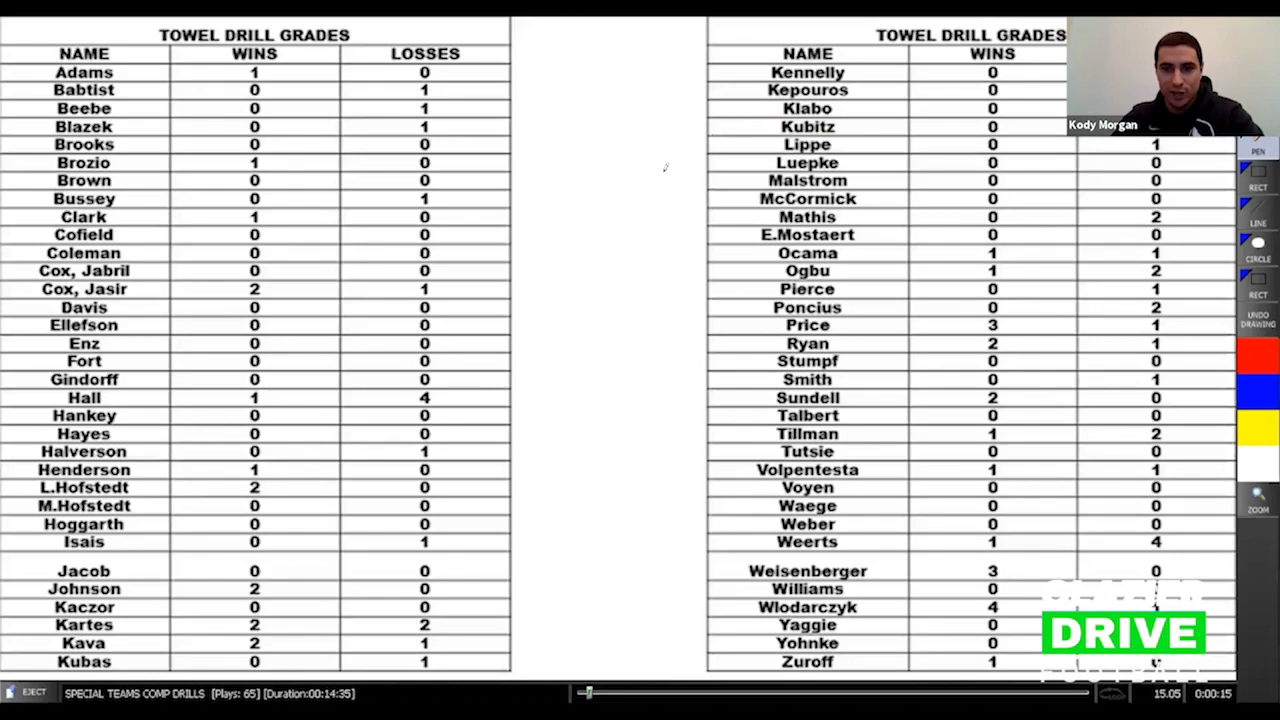 TOWEL DRILL GRADES
NAME WINS LOSSES
Adams 1 0
Babtist 0 1
Beebe 0 1
Blazek 0 1
Brooks 0 0
Brozio 1 0
Brown 0 0
Bussey 0 1
Clark 1 0
Cofield 0 0
Coleman 0 0
Cox, Jabril 0 0
Cox, Jasir 2 1
Davis 0 0
Ellefson 0 0
Enz 0 0
Fort 0 0
Gindorff 0 0
Hall 1 4
Hankey 0 0
Hayes 0 0
Halverson 0 1
Henderson 1 0
L.Hofstedt 2 0
M.Hofstedt 0 0
Hoggarth 0 0
Isais 0 1
Jacob 0 0
Johnson 2 0
Kaczor 0 0
Kartes 2 2
Kava 2 1
Kubas 0 1
TOWEL DRILL GRADES
NAME WINS
Kennelly 0
Kepouros 0
Klabo 0
Kubitz 0
Lippe 0 1
Luepke 0 0
Malstrom 0 0
McCormick 0 0
Mathis 0 2
E.Mostaert 0 0
Ocama 1 1
Ogbu 1 2
Pierce 0 1
Poncius 0 2
Price 3 1
Ryan 2 1
Stumpf 0 0
Smith 0 1
Sundell 2 0
Talbert 0 0
Tillman 1 2
Tutsie 0 0
Volpentesta 1 1
Voyen 0 0
Waege 0 0
Weber 0 0
Weerts 1 4
Weisenberger 3 0
Williams 0
Wlodarczyk 4
Yaggie 0
Yohnke 0
Zuroff 1
Kody Morgan
PEN
RECT
LINE
CIRCLE
RECT
UNDO
DRAWING
ZOOM
GLAZIER
DRIVE
FOOTBALL
EJECT SPECIAL TEAMS COMP DRILLS [Plays: 65] [Duration:00:14:35] 15.05 0:00:15